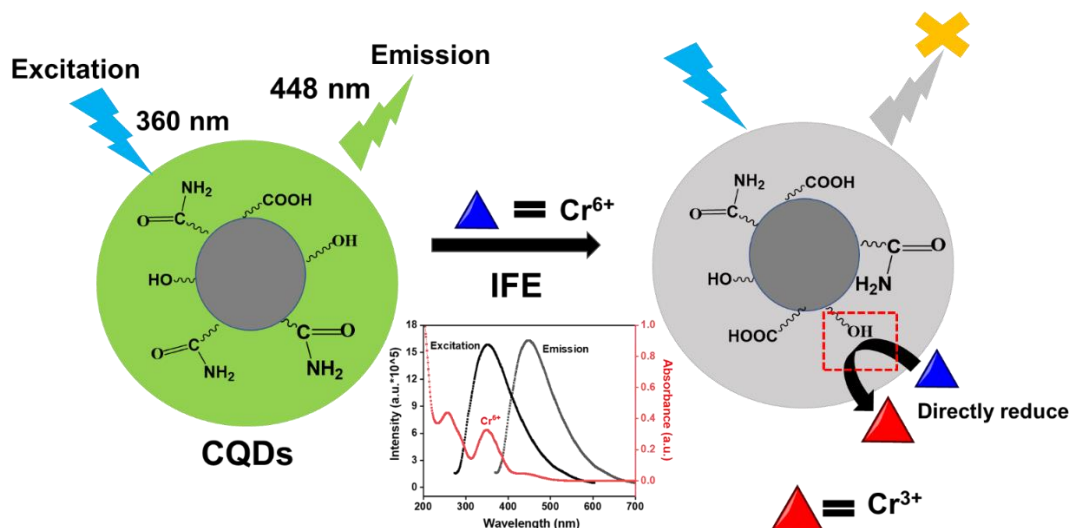 Excitation
360 nm
448 nm
Emission
NH₂
O
C
COOH
OH
HO
O
C
NH₂
C
O
NH₂
CQDs
= Cr⁶⁺
IFE
18
15
12
9
6
3
0
Intensity (a.u.*10^5)
Excitation
Emission
Cr⁶⁺
1.0
0.8
0.6
0.4
0.2
0.0
Absorbance (a.u.)
200 300 400 500 600 700
Wavelength (nm)
NH₂
O
C
COOH
C
O
H₂N
HO
HOOC
OH
Directly reduce
= Cr³⁺